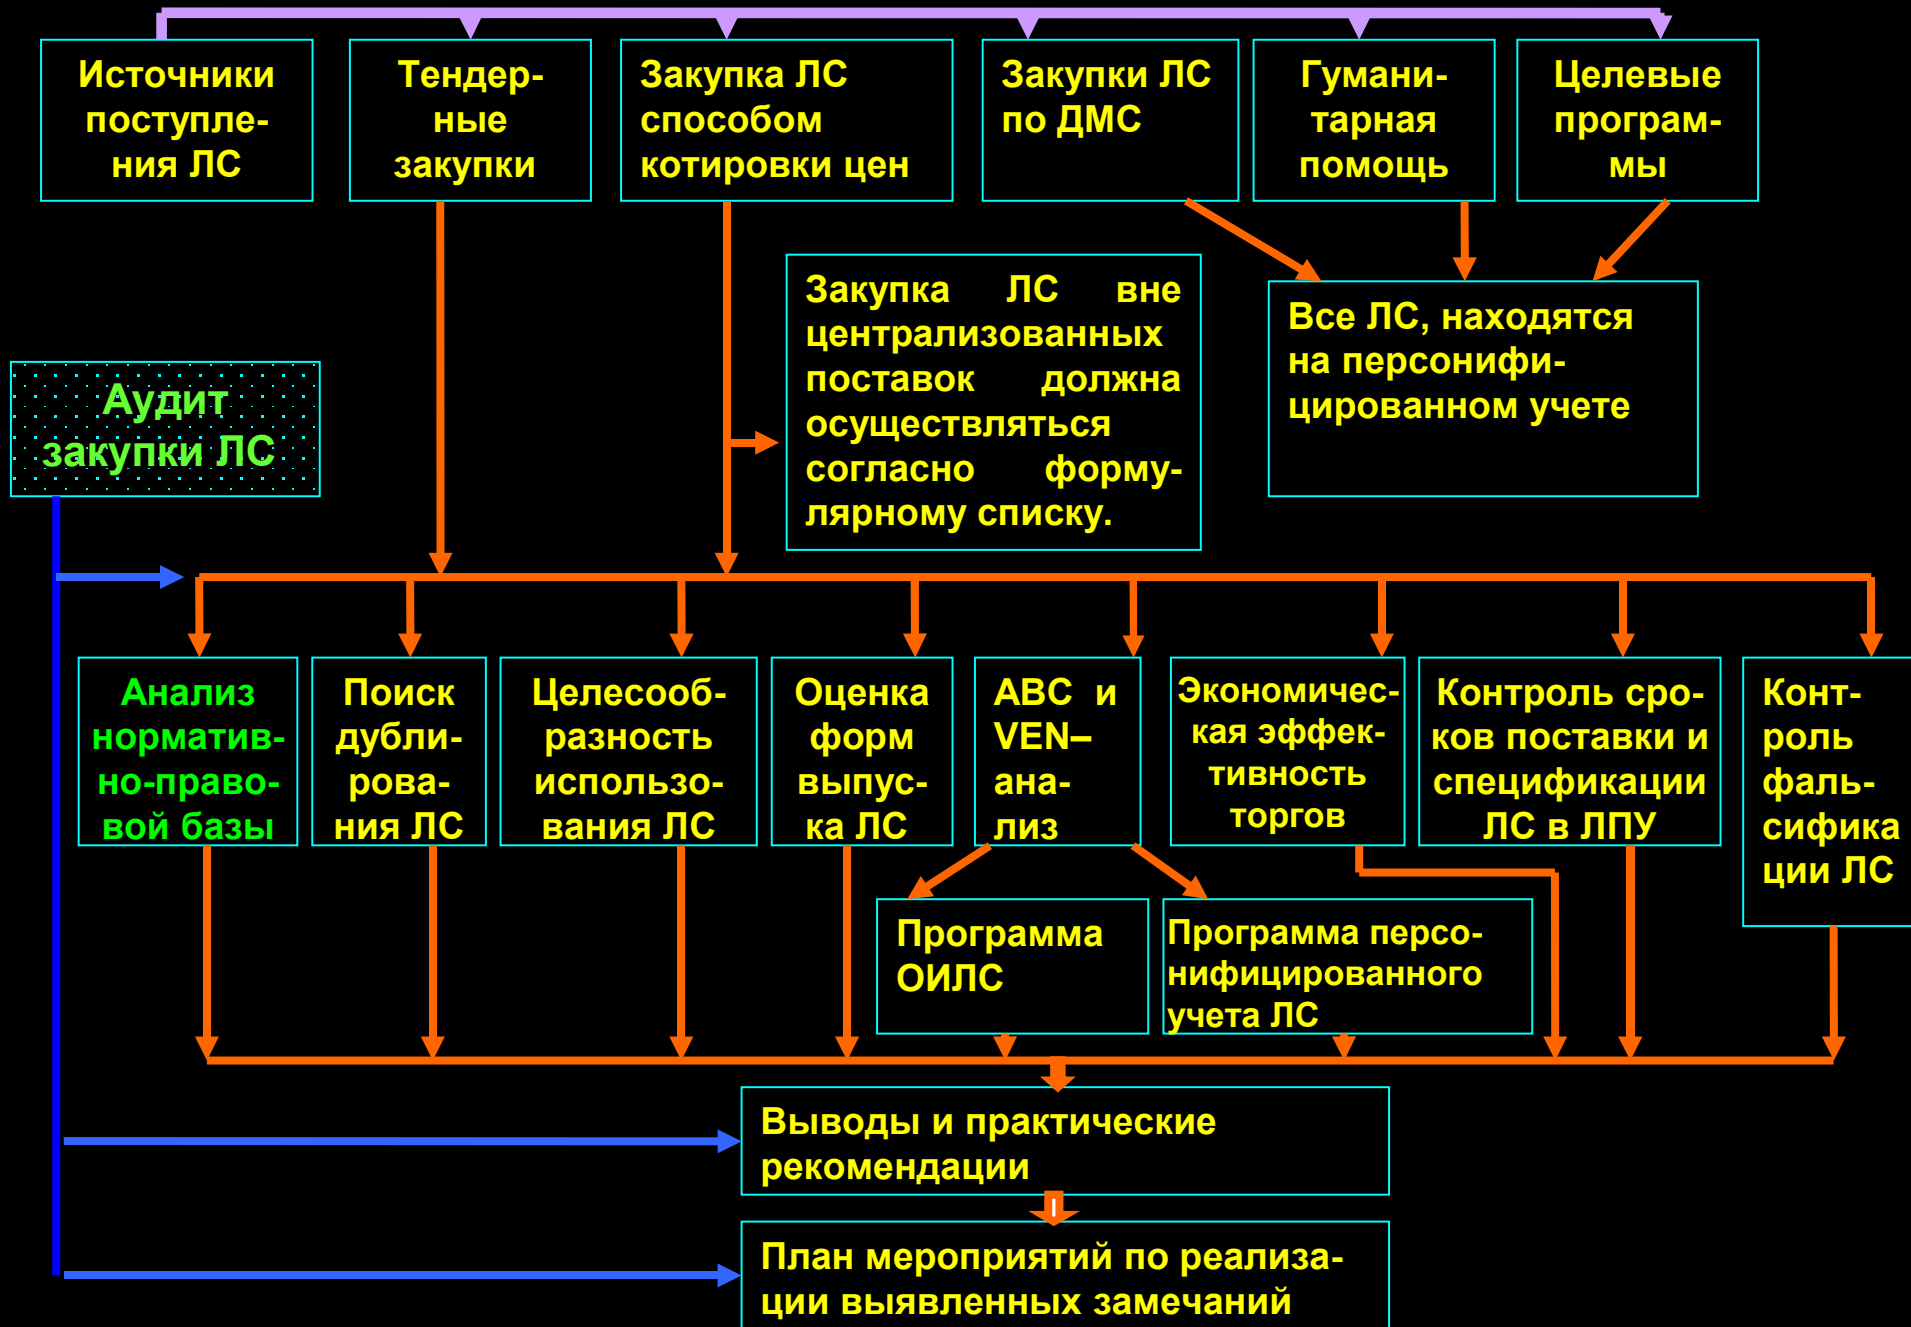 Источники
поступле-
ния ЛС
Тендер-
ные
закупки
Закупка ЛС
способом
котировки цен
Закупки ЛС
по ДМС
Гумани-
тарная
помощь
Целевые
програм-
мы
Закупка ЛС вне
централизованных
поставок должна
осуществляться
согласно форму-
лярному списку.
Все ЛС, находятся
на персонифи-
цированном учете
Аудит
закупки ЛС
Анализ
норматив-
но-право-
вой базы
Поиск
дубли-
рова-
ния ЛС
Целесооб-
разность
использо-
вания ЛС
Оценка
форм
выпус-
ка ЛС
АВС и
VEN–
ана-
лиз
Экономичес-
кая эффек-
тивность
торгов
Контроль сро-
ков поставки и
спецификации
ЛС в ЛПУ
Конт-
роль
фаль-
сифика
ции ЛС
Программа
ОИЛС
Программа персо-
нифицированного
учета ЛС
Выводы и практические
рекомендации
План мероприятий по реализа-
ции выявленных замечаний